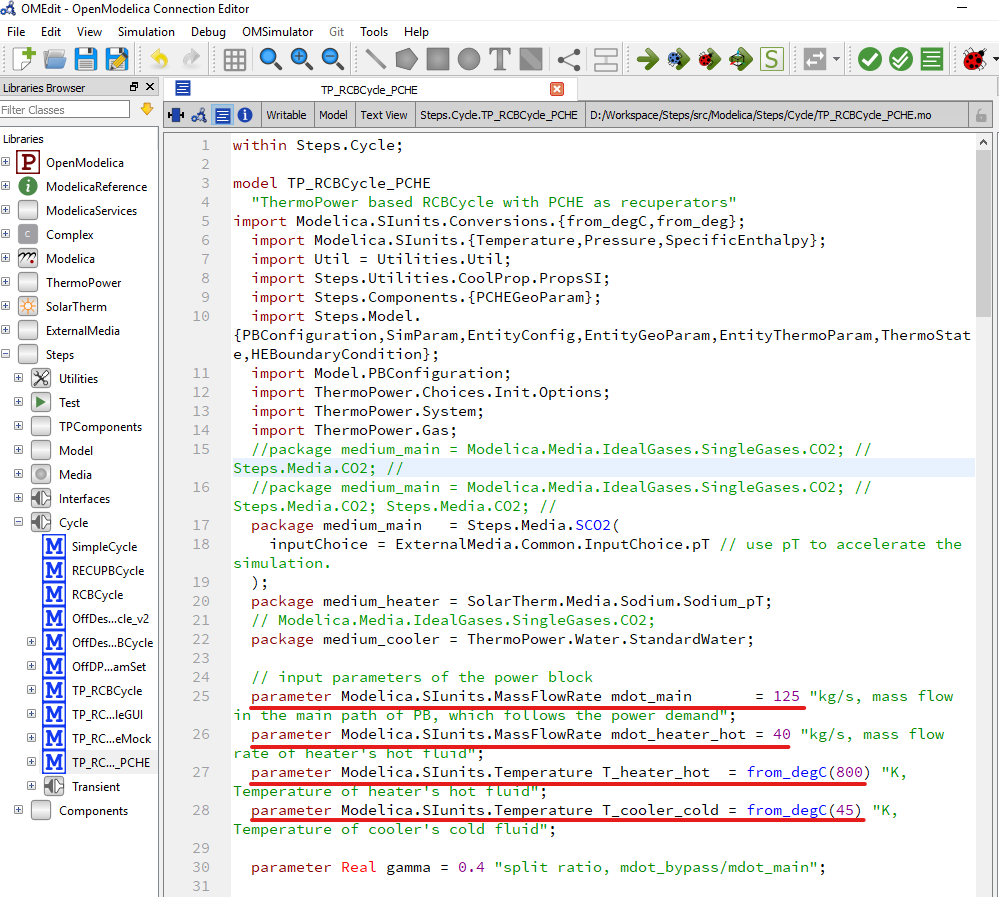 OMEdit - OpenModelica Connection Editor
File Edit View Simulation Debug OMSimulator Git Tools Help
T S
Libraries Browser
Filter Classes
Libraries
P OpenModelica
i ModelicaReference
ModelicaServices
C Complex
Modelica
ThermoPower
SolarTherm
ExternalMedia
Steps
Utilities
Test
TPComponents
Model
Media
Interfaces
Cycle
M SimpleCycle
M RECUPBCycle
M RCBCycle
M OffDes...cle_v2
M OffDes...BCycle
M OffDP...amSet
M TP_RCBCycle
M TP_RC...leGUI
M TP_RC...eMock
M TP_RC..._PCHE
Transient
Components
TP_RCBCycle_PCHE
i Writable Model Text View Steps.Cycle.TP_RCBCycle_PCHE D:/Workspace/Steps/src/Modelica/Steps/Cycle/TP_RCBCycle_PCHE.mo
1 within Steps.Cycle;
2
3 model TP_RCBCycle_PCHE
4 "ThermoPower based RCBCycle with PCHE as recuperators"
5 import Modelica.SIunits.Conversions.{from_degC,from_deg};
6 import Modelica.SIunits.{Temperature,Pressure,SpecificEnthalpy};
7 import Util = Utilities.Util;
8 import Steps.Utilities.CoolProp.PropsSI;
9 import Steps.Components.{PCHEGeoParam};
10 import Steps.Model.
{PBConfiguration,SimParam,EntityConfig,EntityGeoParam,EntityThermoParam,ThermoStat
e,HEBoundaryCondition};
11 import Model.PBConfiguration;
12 import ThermoPower.Choices.Init.Options;
13 import ThermoPower.System;
14 import ThermoPower.Gas;
15 //package medium_main = Modelica.Media.IdealGases.SingleGases.CO2; //
Steps.Media.CO2; //
16 //package medium_main = Modelica.Media.IdealGases.SingleGases.CO2; //
Steps.Media.CO2; Steps.Media.CO2; //
17 package medium_main = Steps.Media.SCO2(
18 inputChoice = ExternalMedia.Common.InputChoice.pT // use pT to accelerate the
simulation.
19 );
20 package medium_heater = SolarTherm.Media.Sodium.Sodium_pT;
21 // Modelica.Media.IdealGases.SingleGases.CO2;
22 package medium_cooler = ThermoPower.Water.StandardWater;
23
24 // input parameters of the power block
25 parameter Modelica.SIunits.MassFlowRate mdot_main = 125 "kg/s, mass flow
in the main path of PB, which follows the power demand";
26 parameter Modelica.SIunits.MassFlowRate mdot_heater_hot = 40 "kg/s, mass flow
rate of heater's hot fluid";
27 parameter Modelica.SIunits.Temperature T_heater_hot = from_degC(800) "K,
Temperature of heater's hot fluid";
28 parameter Modelica.SIunits.Temperature T_cooler_cold = from_degC(45) "K,
Temperature of cooler's cold fluid";
29
30 parameter Real gamma = 0.4 "split ratio, mdot_bypass/mdot_main";
31